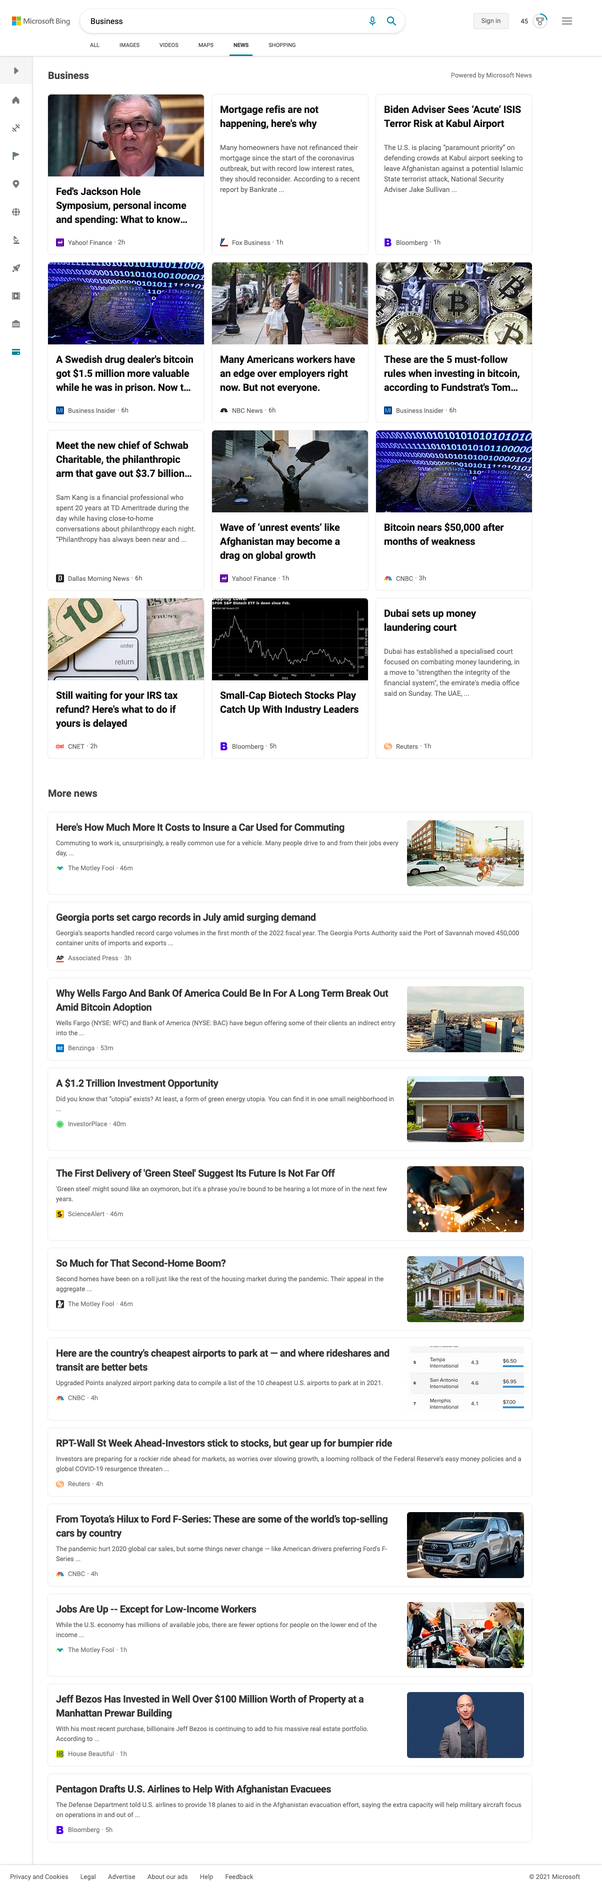 Microsoft Bing
Business
Sign in
45
ALL
IMAGES
VIDEOS
MAPS
NEWS
SHOPPING
Business
Powered by Microsoft News
Fed's Jackson Hole
Symposium, personal income
and spending: What to know...
Yahoo! Finance · 2h
Mortgage refis are not
happening, here's why
Many homeowners have not refinanced their
mortgage since the start of the coronavirus
outbreak, but with record low interest rates,
they should reconsider. According to a recent
report by Bankrate ...
Fox Business · 1h
Biden Adviser Sees ‘Acute’ ISIS
Terror Risk at Kabul Airport
The U.S. is placing “paramount priority” on
defending crowds at Kabul airport seeking to
leave Afghanistan against a potential Islamic
State terrorist attack, National Security
Adviser Jake Sullivan ...
Bloomberg · 1h
A Swedish drug dealer's bitcoin
got $1.5 million more valuable
while he was in prison. Now t...
Business Insider · 6h
Many Americans workers have
an edge over employers right
now. But not everyone.
NBC News · 6h
These are the 5 must-follow
rules when investing in bitcoin,
according to Fundstrat's Tom...
Business Insider · 6h
Meet the new chief of Schwab
Charitable, the philanthropic
arm that gave out $3.7 billion...
Sam Kang is a financial professional who
spent 20 years at TD Ameritrade during the
day while having close-to-home
conversations about philanthropy each night.
“Philanthropy has always been near and ...
Dallas Morning News · 6h
Wave of ‘unrest events’ like
Afghanistan may become a
drag on global growth
Yahoo! Finance · 1h
Bitcoin nears $50,000 after
months of weakness
CNBC · 3h
10
enter
return
Still waiting for your IRS tax
refund? Here's what to do if
yours is delayed
CNET · 2h
SPDR S&P Biotech ETF is down since Feb.
Small-Cap Biotech Stocks Play
Catch Up With Industry Leaders
Bloomberg · 5h
Dubai sets up money
laundering court
Dubai has established a specialised court
focused on combating money laundering, in
a move to "strengthen the integrity of the
financial system", the emirate's media office
said on Sunday. The UAE, ...
Reuters · 1h
More news
Here's How Much More It Costs to Insure a Car Used for Commuting
Commuting to work is, unsurprisingly, a really common use for a vehicle. Many people drive to and from their jobs every
day, ...
The Motley Fool · 46m
Georgia ports set cargo records in July amid surging demand
Georgia's seaports handled record cargo volumes in the first month of the 2022 fiscal year. The Georgia Ports Authority said the Port of Savannah moved 450,000
container units of imports and exports ...
AP
Associated Press · 3h
Why Wells Fargo And Bank Of America Could Be In For A Long Term Break Out
Amid Bitcoin Adoption
Wells Fargo (NYSE: WFC) and Bank of America (NYSE: BAC) have begun offering some of their clients an indirect entry
into the ...
Benzinga · 53m
A $1.2 Trillion Investment Opportunity
Did you know that “utopia” exists? At least, a form of green energy utopia. You can find it in one small neighborhood in
...
InvestorPlace · 40m
The First Delivery of 'Green Steel' Suggest Its Future Is Not Far Off
'Green steel' might sound like an oxymoron, but it's a phrase you're bound to be hearing a lot more of in the next few
years.
ScienceAlert · 46m
So Much for That Second-Home Boom?
Second homes have been on a roll just like the rest of the housing market during the pandemic. Their appeal in the
aggregate ...
The Motley Fool · 46m
Here are the country's cheapest airports to park at — and where rideshares and
transit are better bets
Upgraded Points analyzed airport parking data to compile a list of the 10 cheapest U.S. airports to park at in 2021.
CNBC · 4h
5 Tampa International 4.3 $6.50
6 San Antonio International 4.6 $6.95
7 Memphis International 4.1 $7.00
RPT-Wall St Week Ahead-Investors stick to stocks, but gear up for bumpier ride
Investors are preparing for a rockier ride ahead for markets, as worries over slowing growth, a looming rollback of the Federal Reserve's easy money policies and a
global COVID-19 resurgence threaten ...
Reuters · 4h
From Toyota's Hilux to Ford F-Series: These are some of the world's top-selling
cars by country
The pandemic hurt 2020 global car sales, but some things never change — like American drivers preferring Ford's F-
Series ...
CNBC · 4h
Jobs Are Up -- Except for Low-Income Workers
While the U.S. economy has millions of available jobs, there are fewer options for people on the lower end of the
income ...
The Motley Fool · 1h
Jeff Bezos Has Invested in Well Over $100 Million Worth of Property at a
Manhattan Prewar Building
With his most recent purchase, billionaire Jeff Bezos is continuing to add to his massive real estate portfolio.
According to ...
House Beautiful · 1h
Pentagon Drafts U.S. Airlines to Help With Afghanistan Evacuees
The Defense Department told U.S. airlines to provide 18 planes to aid in the Afghanistan evacuation effort, saying the extra capacity will help military aircraft focus
on operations in and out of ...
Bloomberg · 5h
Privacy and Cookies
Legal
Advertise
About our ads
Help
Feedback
© 2021 Microsoft